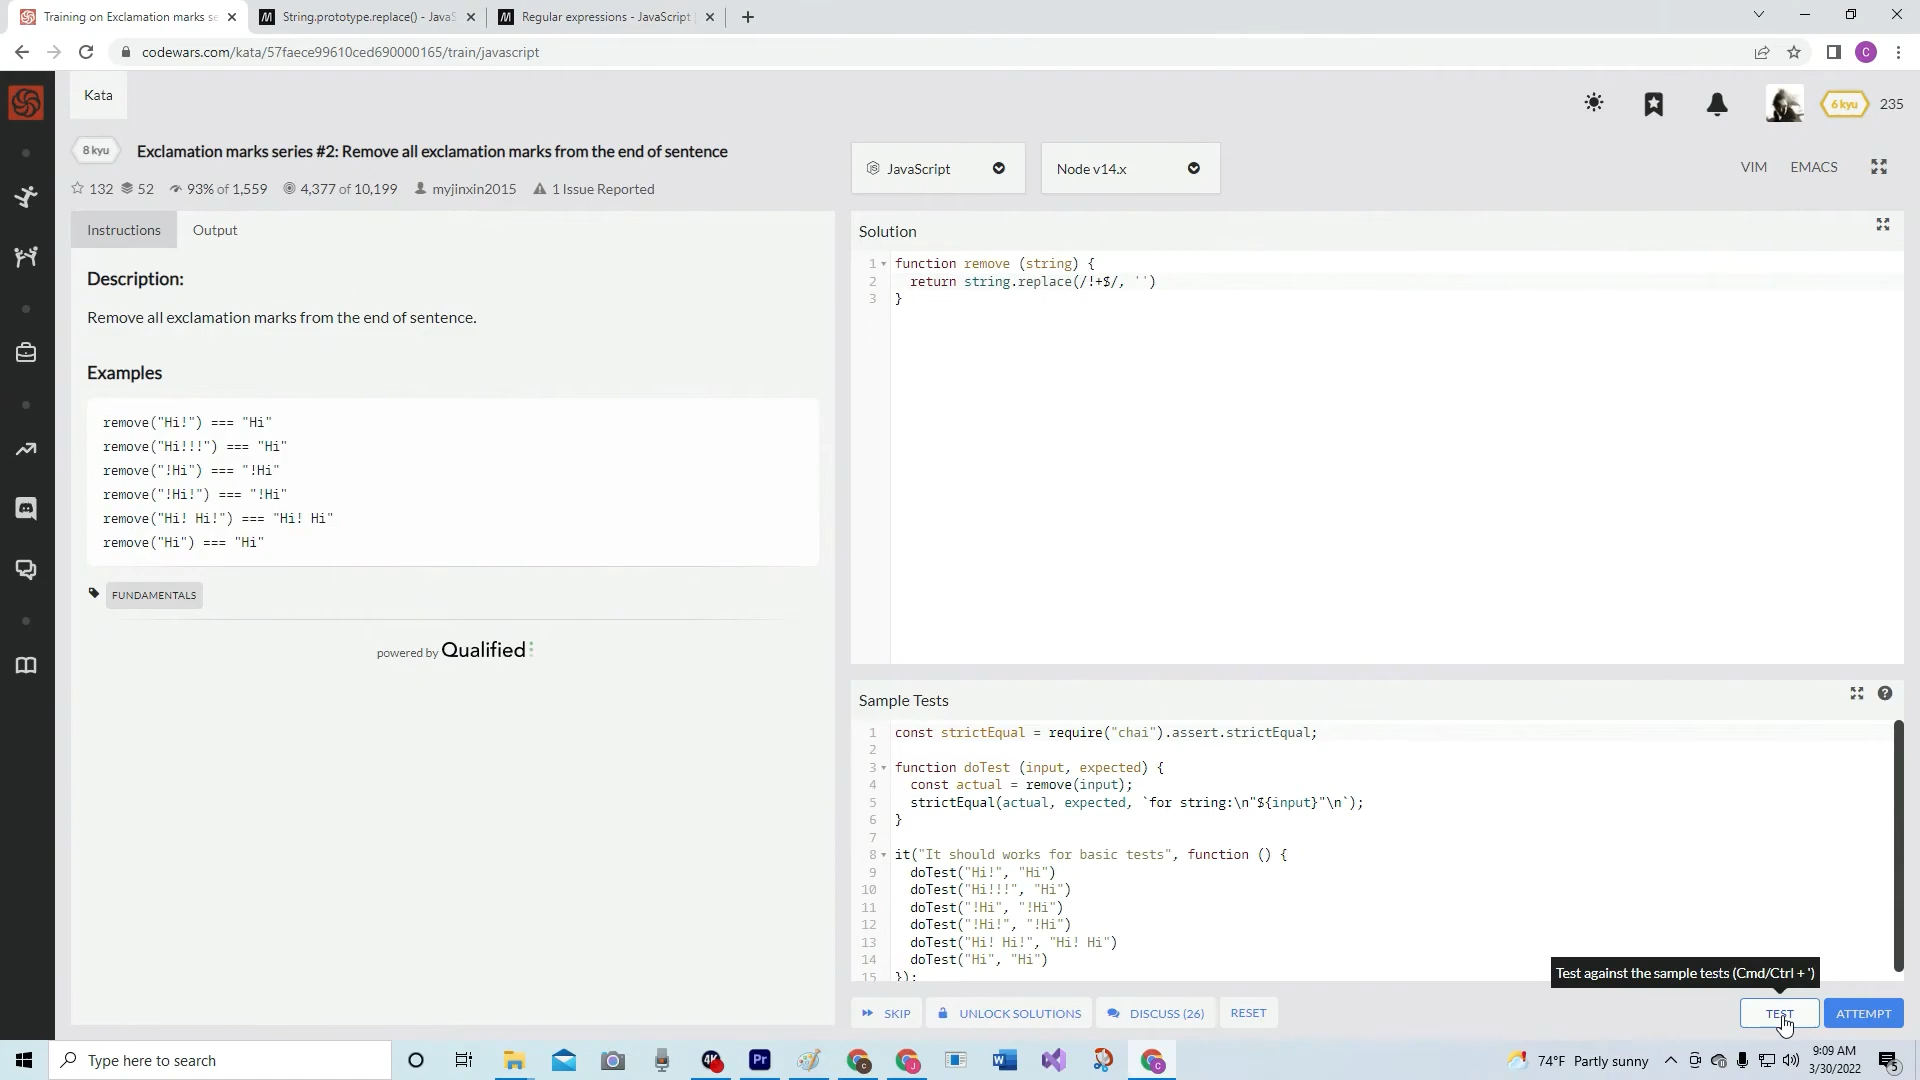 Training on Exclamation marks se
String.prototype.replace() - JavaS
Regular expressions - JavaScript
codewars.com/kata/57faece99610ced690000165/train/javascript
C
Kata
6 kyu
235
8 kyu
Exclamation marks series #2: Remove all exclamation marks from the end of sentence
132
52
93% of 1,559
4,377 of 10,199
myjinxin2015
1 Issue Reported
JavaScript
Node v14.x
VIM
EMACS
Instructions
Output
Description:
Remove all exclamation marks from the end of sentence.
Examples
remove("Hi!") === "Hi"
remove("Hi!!!") === "Hi"
remove("!Hi") === "!Hi"
remove("!Hi!") === "!Hi"
remove("Hi! Hi!") === "Hi! Hi"
remove("Hi") === "Hi"
FUNDAMENTALS
powered by Qualified
Solution
1 function remove (string) {
2 return string.replace(/!+$/, '')
3 }
Sample Tests
1 const strictEqual = require("chai").assert.strictEqual;
2
3 function doTest (input, expected) {
4 const actual = remove(input);
5 strictEqual(actual, expected, `for string:\n"${input}"\n`);
6 }
7
8 it("It should works for basic tests", function () {
9 doTest("Hi!", "Hi")
10 doTest("Hi!!!", "Hi")
11 doTest("!Hi", "!Hi")
12 doTest("!Hi!", "!Hi")
13 doTest("Hi! Hi!", "Hi! Hi")
14 doTest("Hi", "Hi")
15 });
Test against the sample tests (Cmd/Ctrl + ')
SKIP
UNLOCK SOLUTIONS
DISCUSS (26)
RESET
TEST
ATTEMPT
Type here to search
74°F Partly sunny
9:09 AM
3/30/2022
5